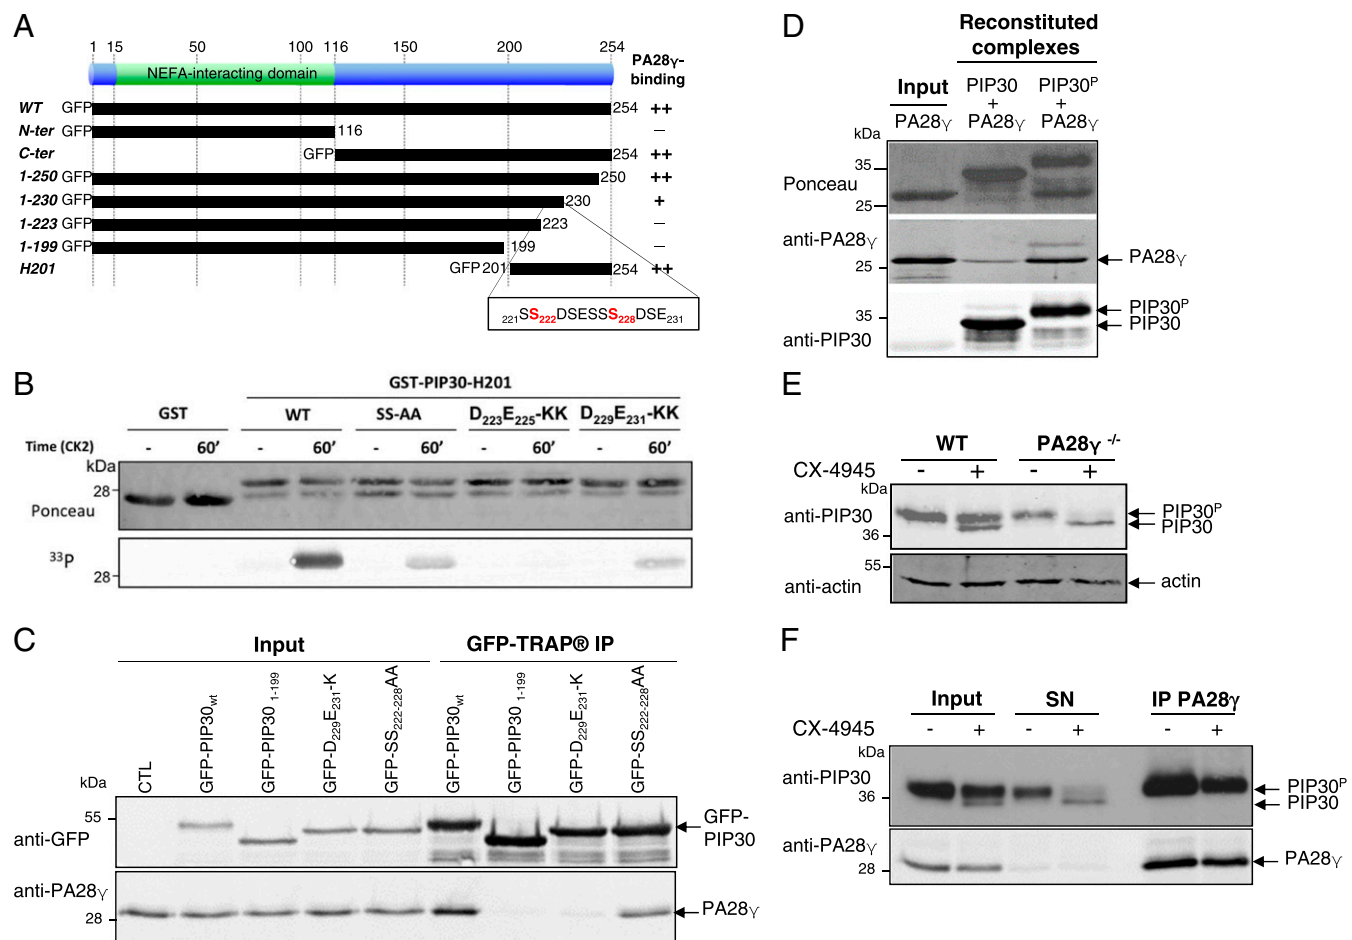 A
1 15 50 100 116 150 200 254
PA28γ-
binding
NEFA-interacting domain
WT GFP 254 ++
N-ter GFP 116 –
C-ter GFP 254 ++
1-250 GFP 250 ++
1-230 GFP 230 +
1-223 GFP 223 –
1-199 GFP 199 –
H201 GFP 201 254 ++
221SS222DSESSS228DSE231
B
GST-PIP30-H201
GST WT SS-AA D223E225-KK D229E231-KK
Time (CK2) - 60’ - 60’ - 60’ - 60’ - 60’
kDa
28
Ponceau
33P
28
C
Input GFP-TRAP® IP
CTL GFP-PIP30wt GFP-PIP30 1-199 GFP-D229E231-K GFP-SS222-228AA GFP-PIP30wt GFP-PIP30 1-199 GFP-D229E231-K GFP-SS222-228AA
kDa
55
anti-GFP
GFP-
PIP30
anti-PA28γ
28
PA28γ
D
Reconstituted
complexes
Input PIP30 PIP30P
+ +
PA28γ PA28γ PA28γ
kDa
35
Ponceau
25
anti-PA28γ
25
PA28γ
35
PIP30P
PIP30
anti-PIP30
E
WT PA28γ -/-
CX-4945 - + - +
kDa
anti-PIP30
36
PIP30P
PIP30
55
anti-actin
actin
F
Input SN IP PA28γ
CX-4945 - + - + - +
kDa
anti-PIP30
36
PIP30P
PIP30
anti-PA28γ
28
PA28γ